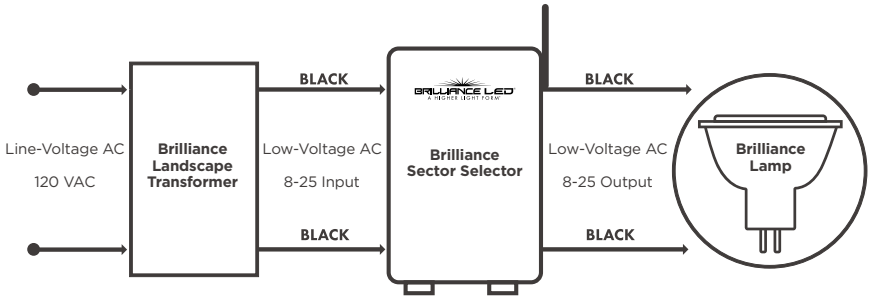 BLACK
BLACK
BRILLIANCE LED
A HIGHER LIGHT FORM
Line-Voltage AC
120 VAC
Brilliance
Landscape
Transformer
Low-Voltage AC
8-25 Input
Brilliance
Sector Selector
Low-Voltage AC
8-25 Output
Brilliance
Lamp
BLACK
BLACK